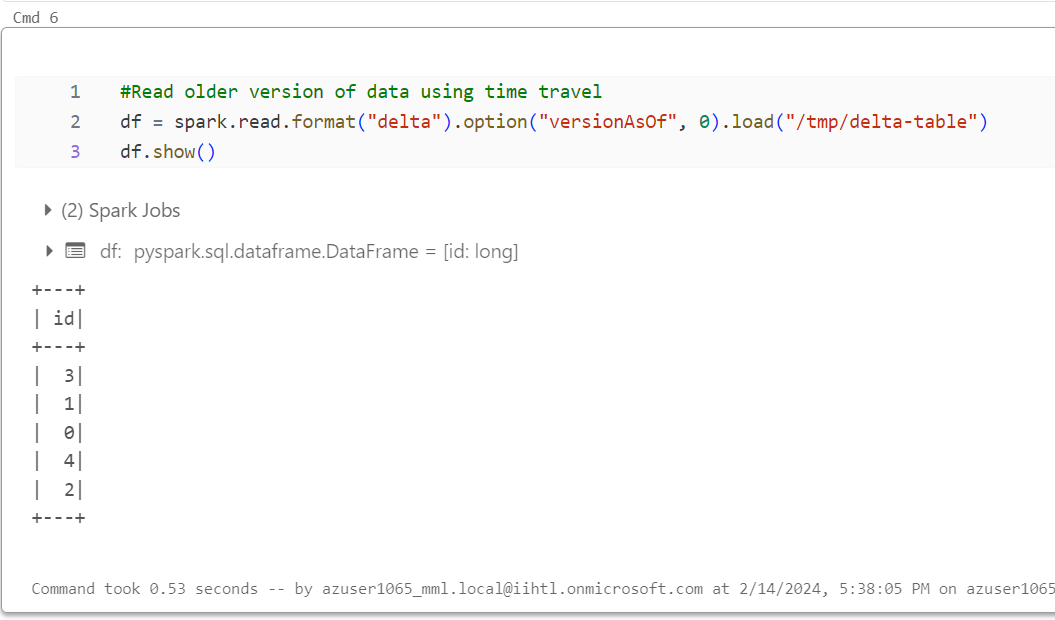 Cmd 6
1 #Read older version of data using time travel
2 df = spark.read.format("delta").option("versionAsOf", 0).load("/tmp/delta-table")
3 df.show()
(2) Spark Jobs
df: pyspark.sql.dataframe.DataFrame = [id: long]
+---+
| id|
+---+
|  3|
|  1|
|  0|
|  4|
|  2|
+---+
Command took 0.53 seconds -- by azuser1065_mml.local@iihtl.onmicrosoft.com at 2/14/2024, 5:38:05 PM on azuser1065